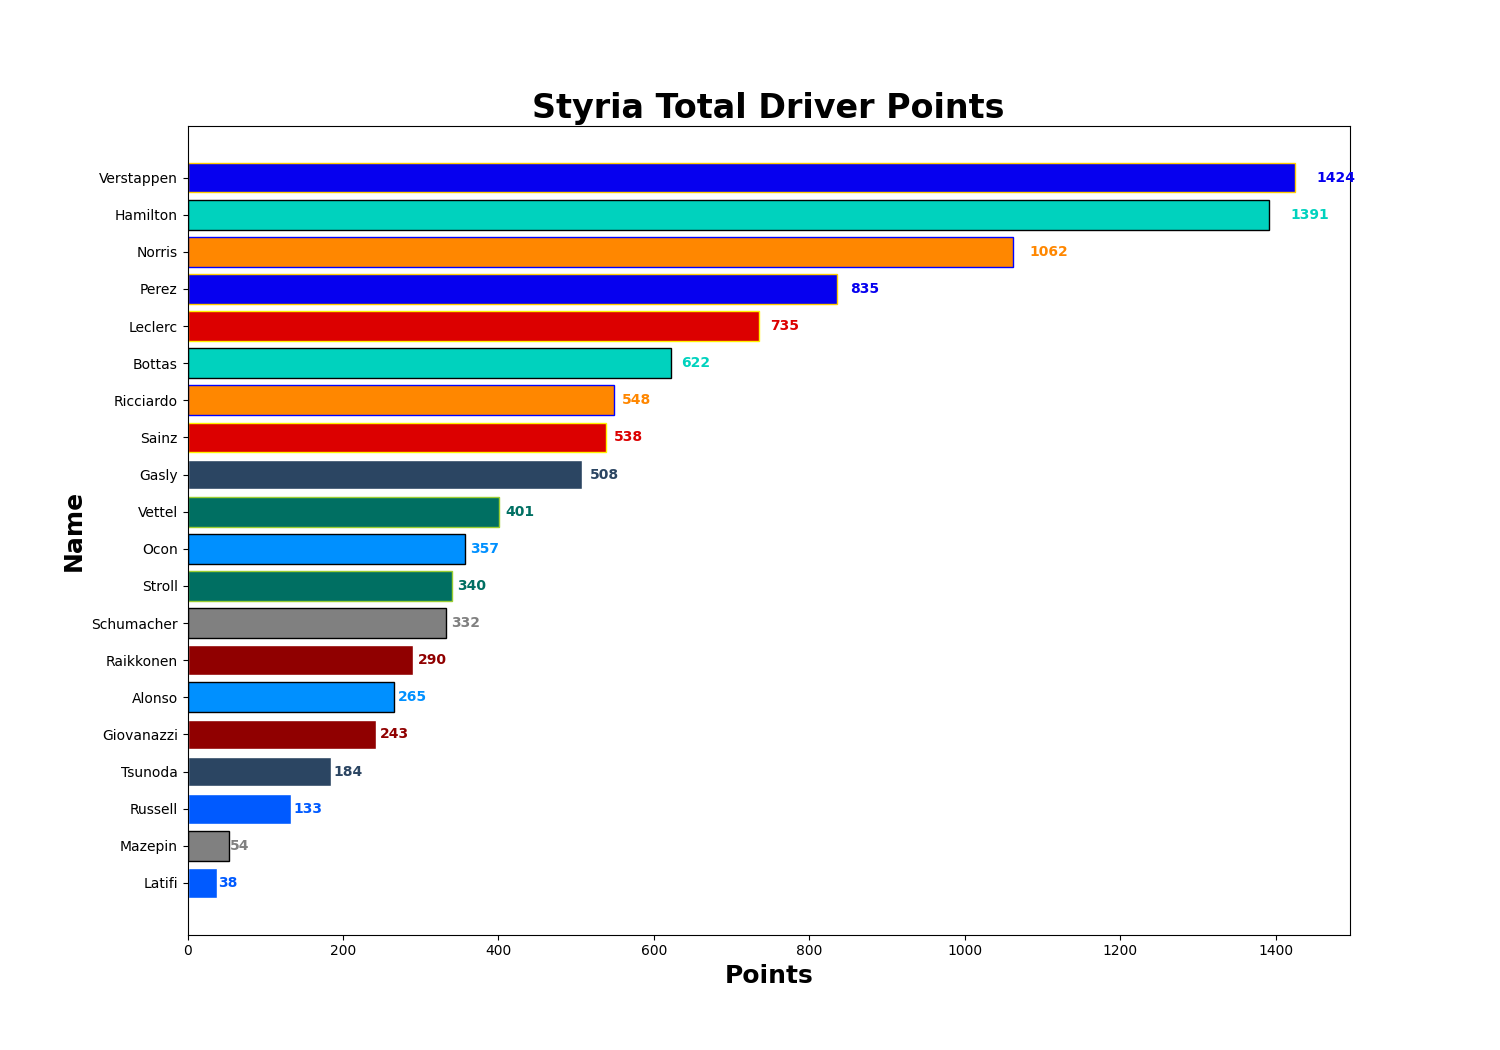 Styria Total Driver Points
Verstappen 1424
Hamilton 1391
Norris 1062
Perez 835
Leclerc 735
Bottas 622
Ricciardo 548
Sainz 538
Gasly 508
Vettel 401
Ocon 357
Stroll 340
Schumacher 332
Raikkonen 290
Alonso 265
Giovanazzi 243
Tsunoda 184
Russell 133
Mazepin 54
Latifi 38
Name
0 200 400 600 800 1000 1200 1400
Points